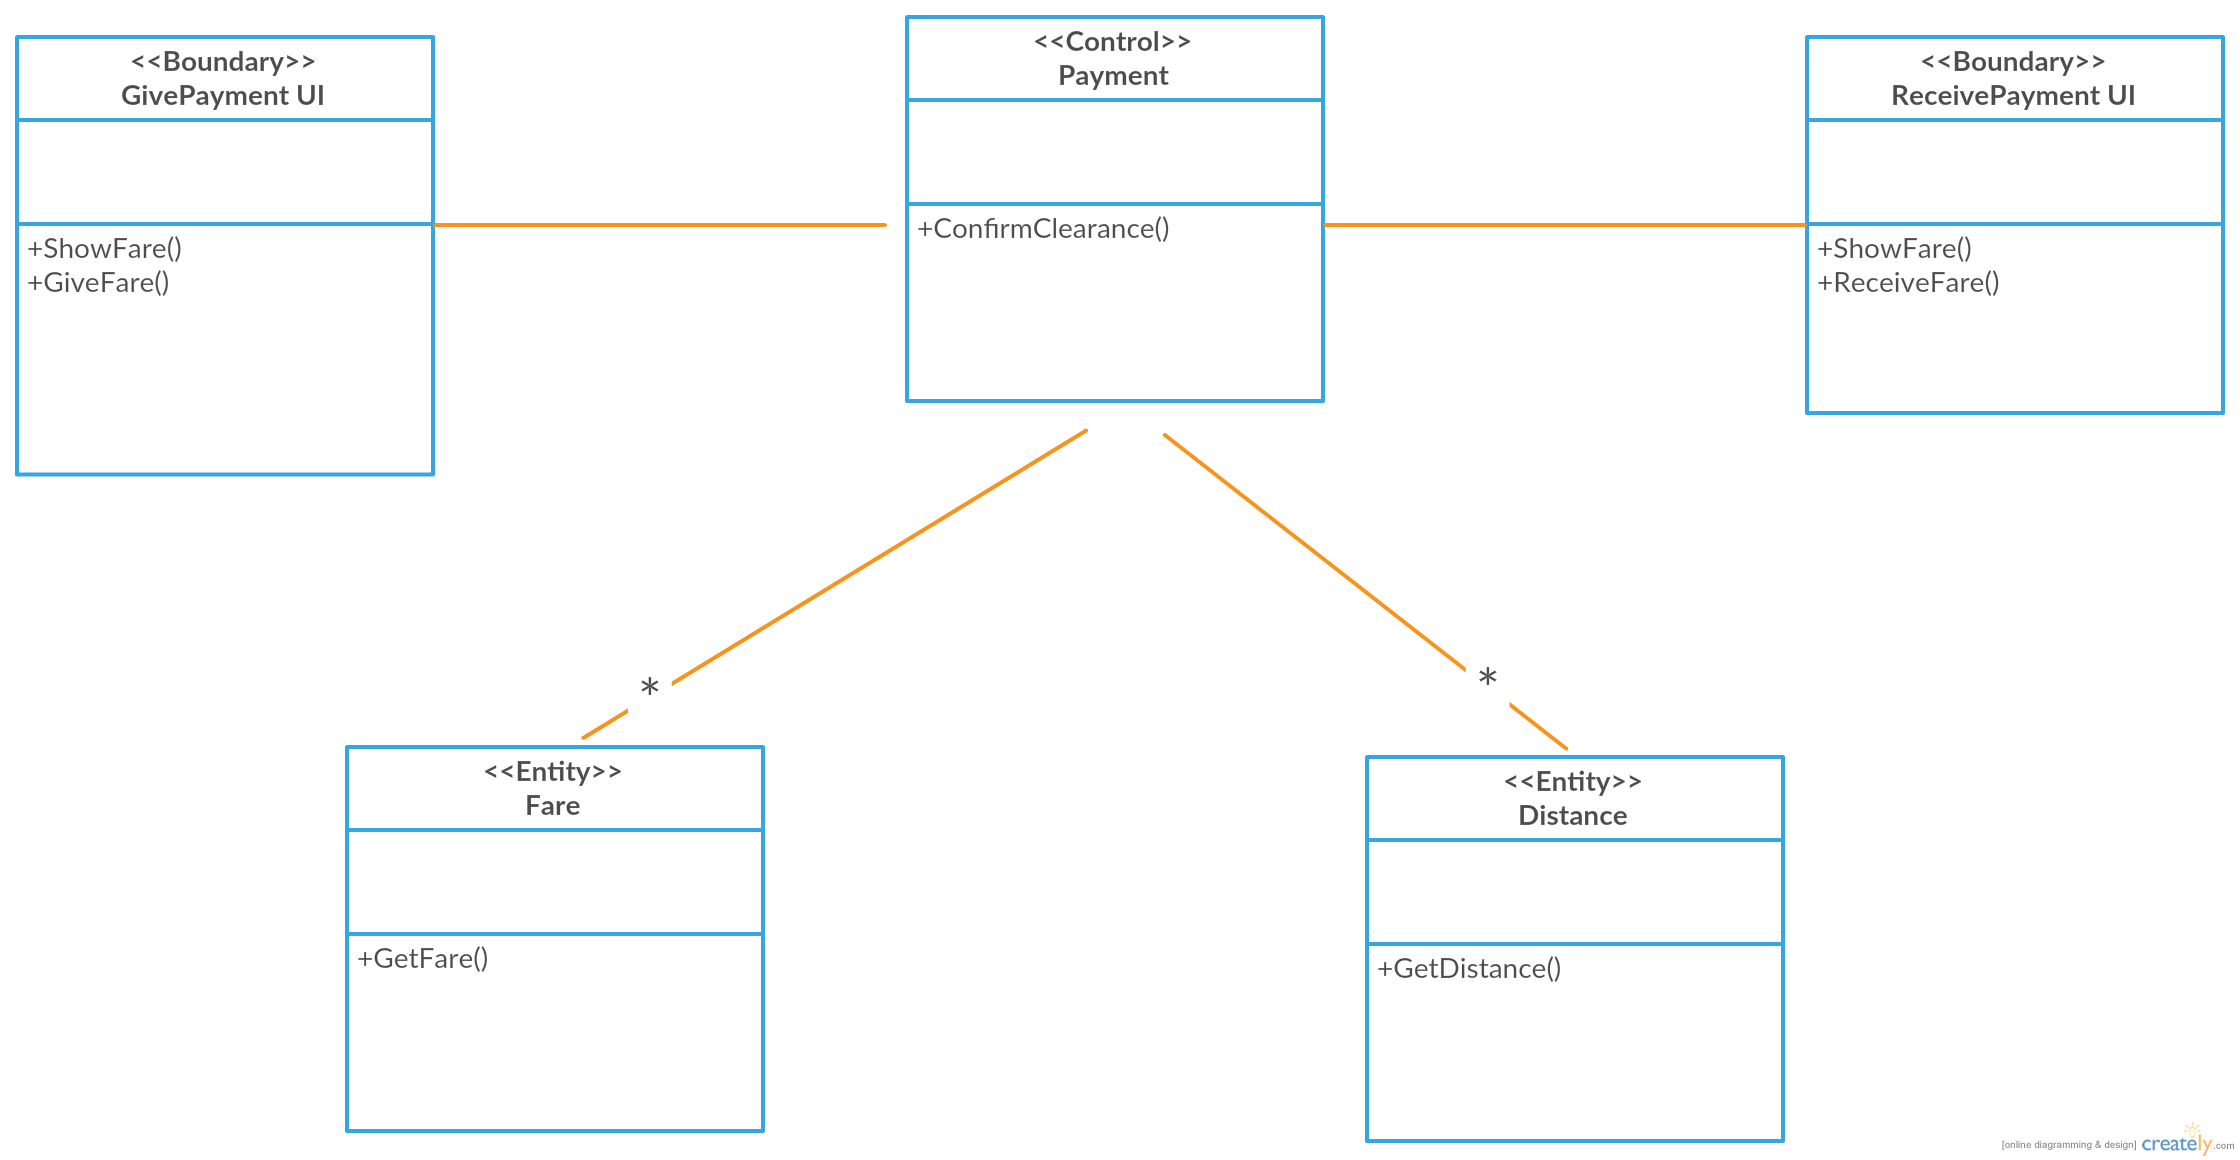 <<Boundary>>
GivePayment UI
+ShowFare()
+GiveFare()
<<Control>>
Payment
+ConfirmClearance()
<<Boundary>>
ReceivePayment UI
+ShowFare()
+ReceiveFare()
*
*
<<Entity>>
Fare
+GetFare()
<<Entity>>
Distance
+GetDistance()
[online diagramming & design] creately.com